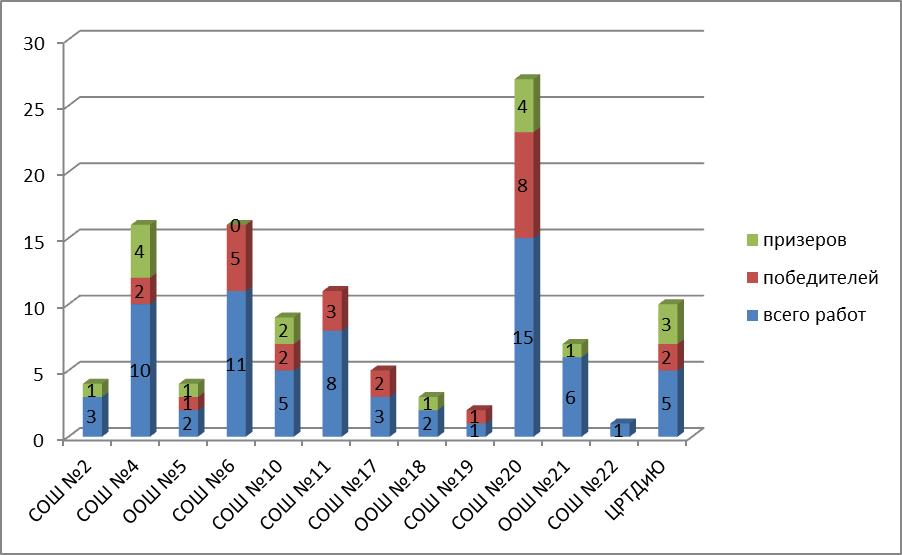 30
25
20
15
10
5
0
1
3
4
2
10
1
1
2
0
5
11
2
2
5
3
8
2
3
1
2
1
1
4
8
15
1
6
1
3
2
5
СОШ №2
СОШ №4
ООШ №5
СОШ №6
СОШ №10
СОШ №11
СОШ №17
ООШ №18
СОШ №19
СОШ №20
ООШ №21
СОШ №22
ЦРТДиЮ
призеров
победителей
всего работ